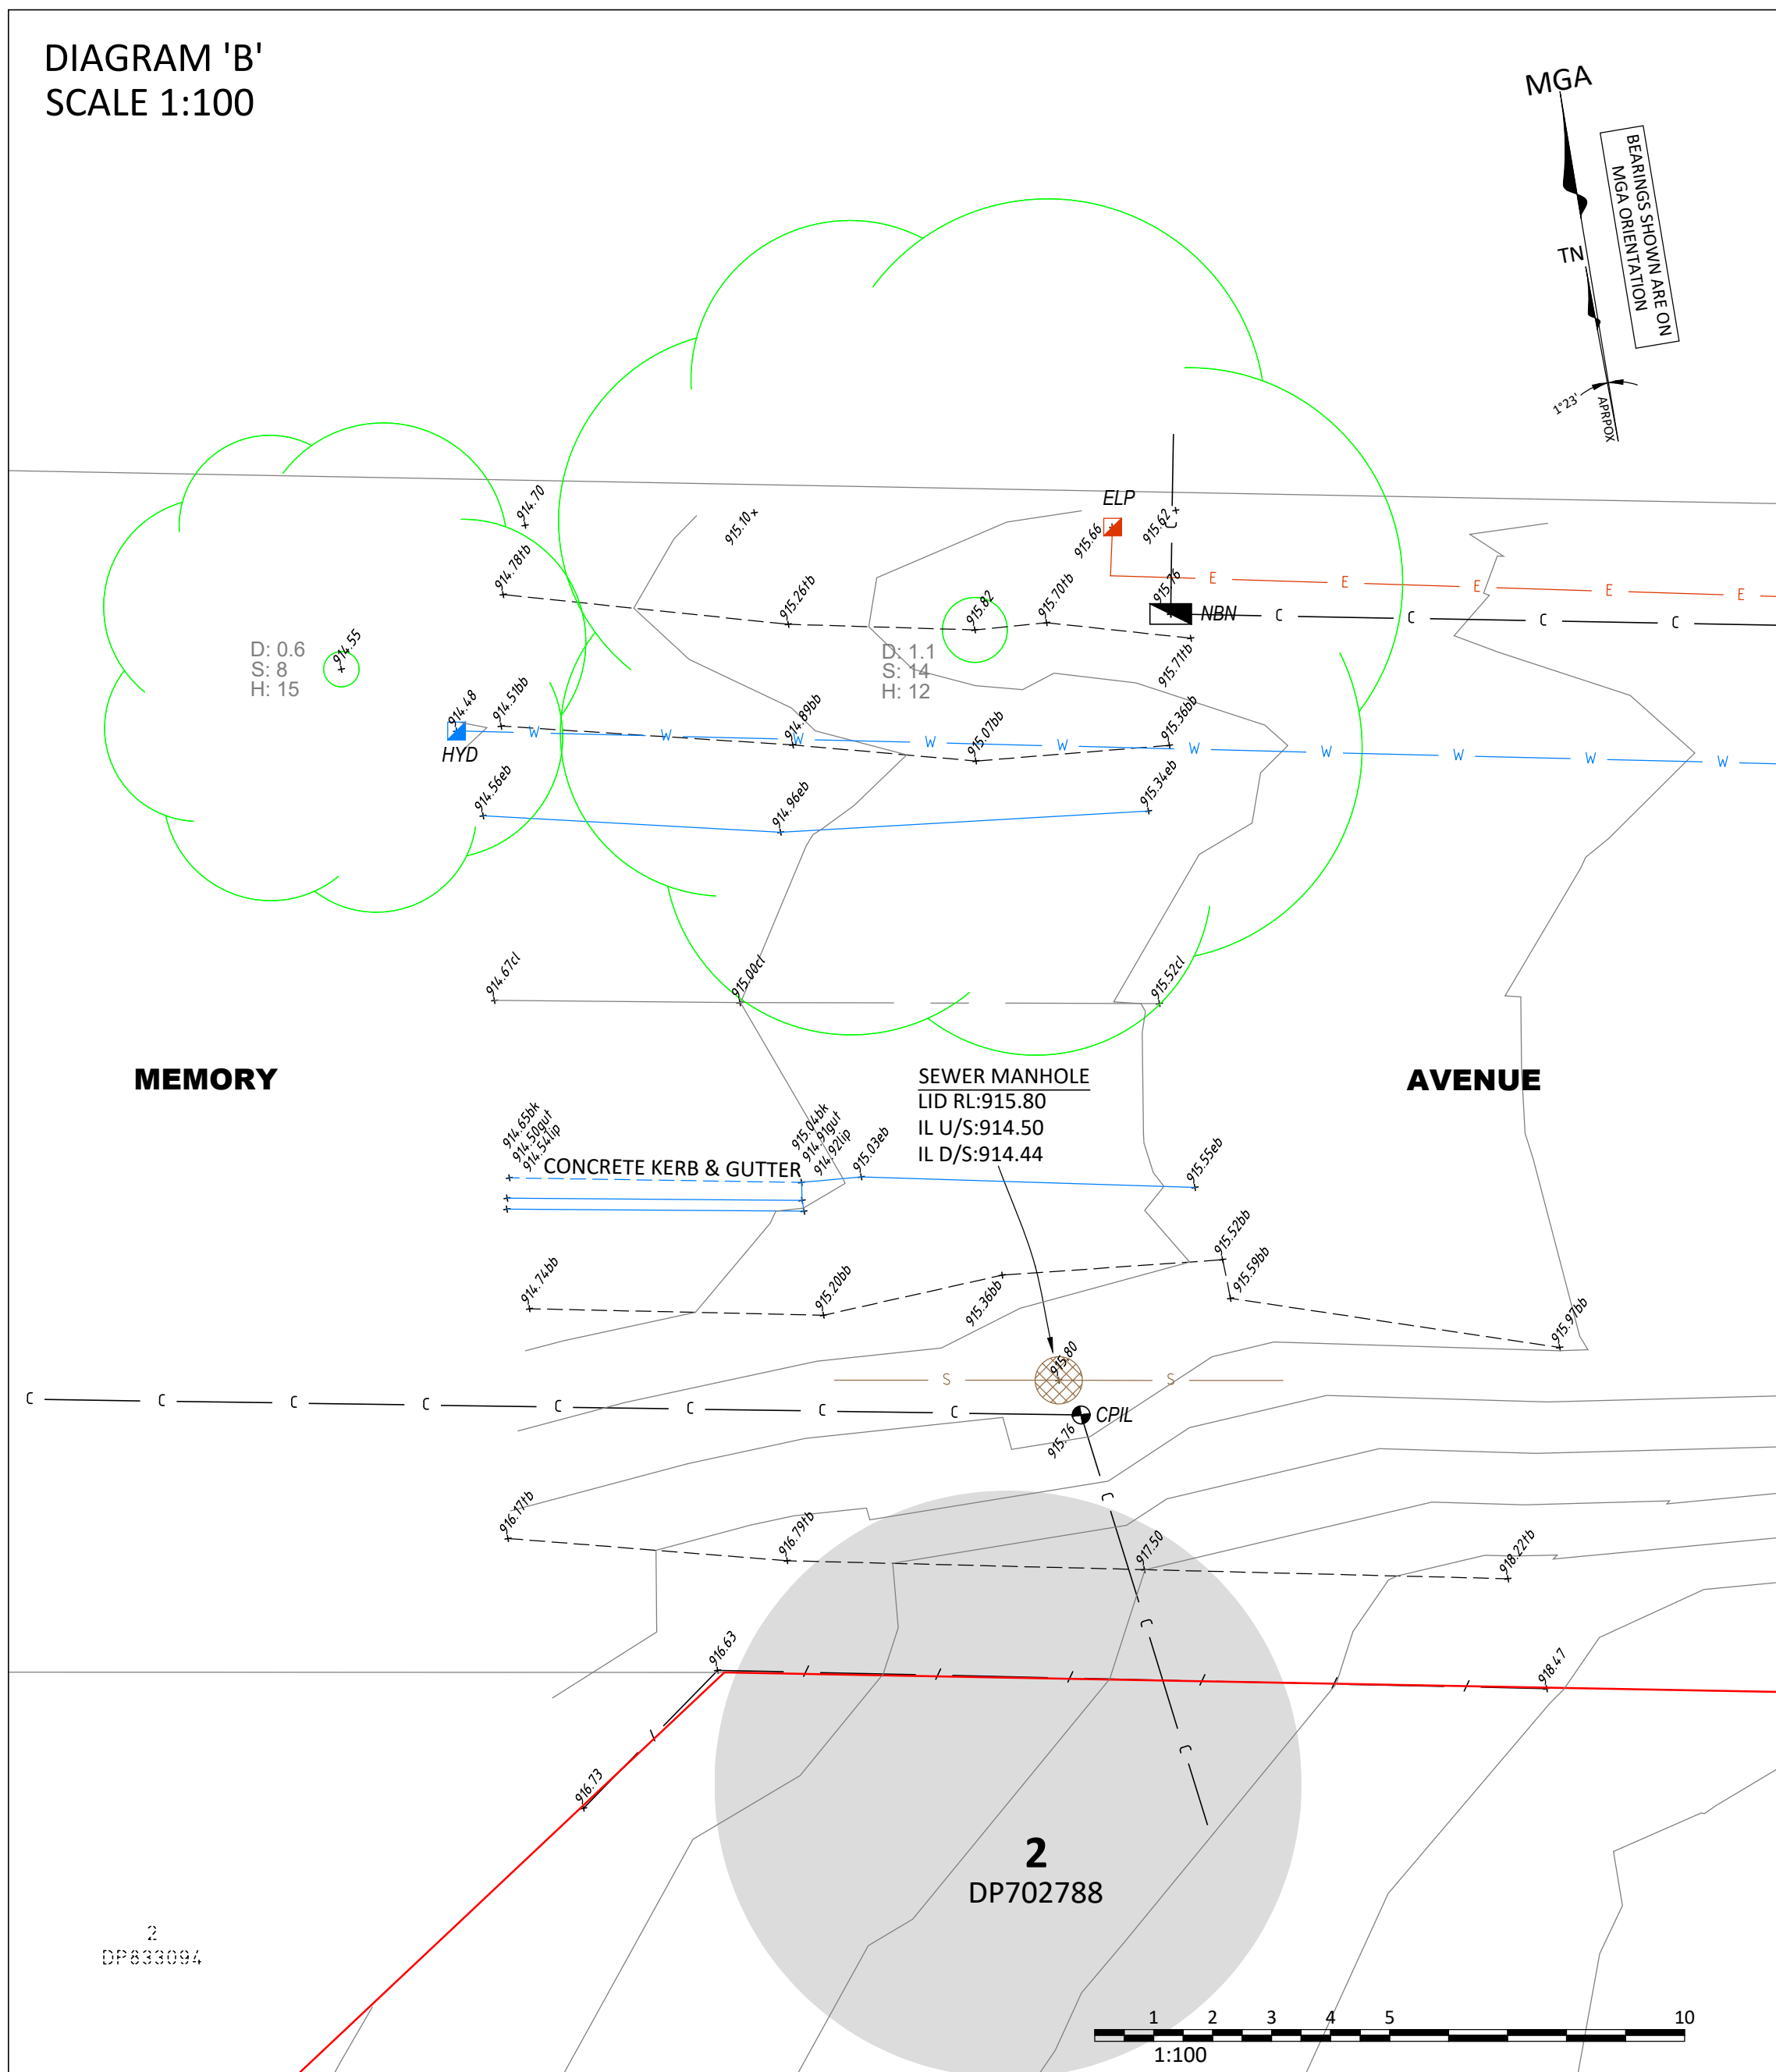 DIAGRAM 'B'
SCALE 1:100
MGA
BEARINGS SHOWN ARE ON
MGA ORIENTATION
TN
1°23'
APRPOX
ELP
914.70
915.10
915.66
915.62
914.78tb
915.26tb
915.82
915.70tb
915.76
NBN
E E E E E
C C C C C
914.55
D: 0.6
S: 8
H: 15
D: 1.1
S: 14
H: 12
915.71tb
914.48
914.51bb
914.89bb
915.07bb
915.36bb
HYD
W W W W W W W W W W
914.56eb
914.96eb
915.34eb
914.67cl
915.00cl
915.52cl
MEMORY
AVENUE
SEWER MANHOLE
LID RL:915.80
IL U/S:914.50
IL D/S:914.44
914.65bk
914.50gut
914.54lip
915.04bk
914.91gut
914.92lip
915.03eb
915.55eb
CONCRETE KERB & GUTTER
914.74bb
915.20bb
915.36bb
915.52bb
915.59bb
915.97bb
915.80
S S
C C C C C C C C
CPIL
915.76
C
916.17tb
916.79tb
917.50
918.22tb
C
916.63
918.47
C
916.73
2
DP702788
2
DP833094
1 2 3 4 5 10
1:100